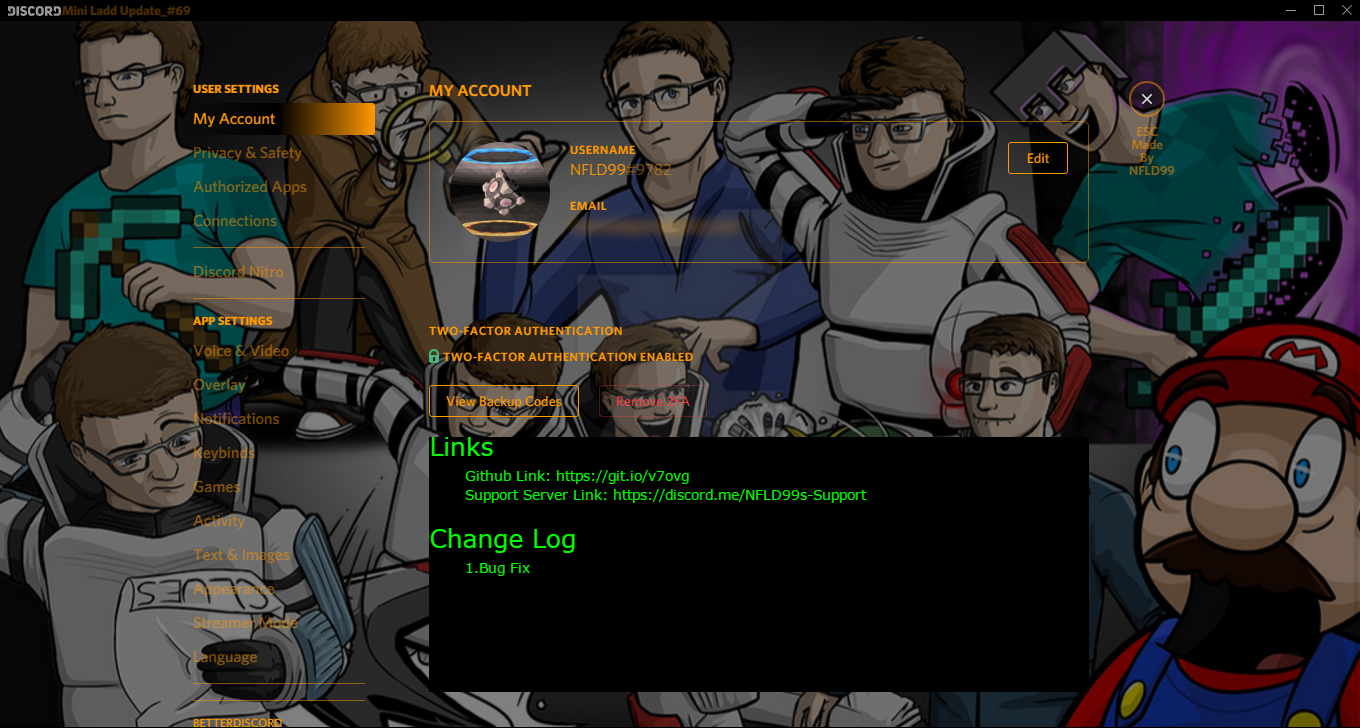 DISCORD Mini Ladd Update_#69
USER SETTINGS
My Account
Privacy & Safety
Authorized Apps
Connections
Discord Nitro
APP SETTINGS
Voice & Video
Overlay
Notifications
Keybinds
Games
Activity
Text & Images
Appearance
Streamer Mode
Language
BETTERDISCORD
MY ACCOUNT
USERNAME
NFLD99#9782
EMAIL
Edit
ESC
Made
By
NFLD99
TWO-FACTOR AUTHENTICATION
TWO-FACTOR AUTHENTICATION ENABLED
View Backup Codes
Remove 2FA
Links
Github Link: https://git.io/v7ovg
Support Server Link: https://discord.me/NFLD99s-Support
Change Log
1.Bug Fix